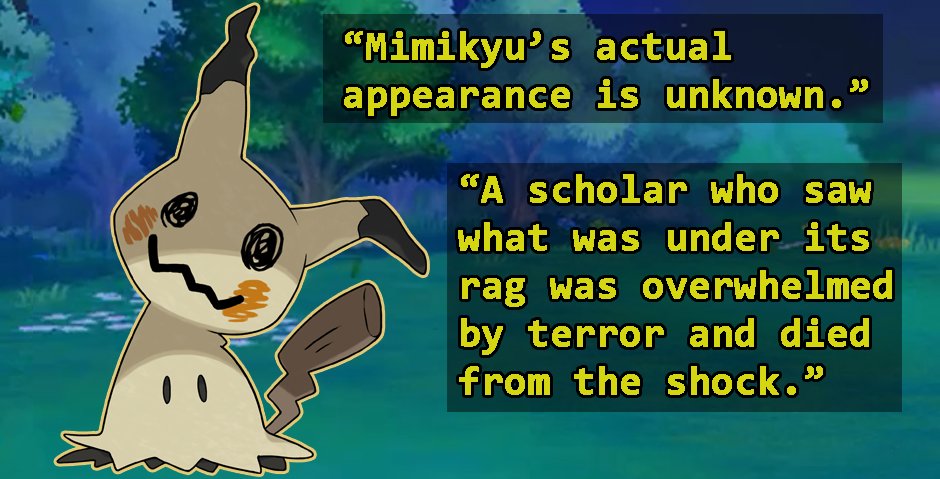 “Mimikyu’s actual
appearance is unknown.”
“A scholar who saw
what was under its
rag was overwhelmed
by terror and died
from the shock.”